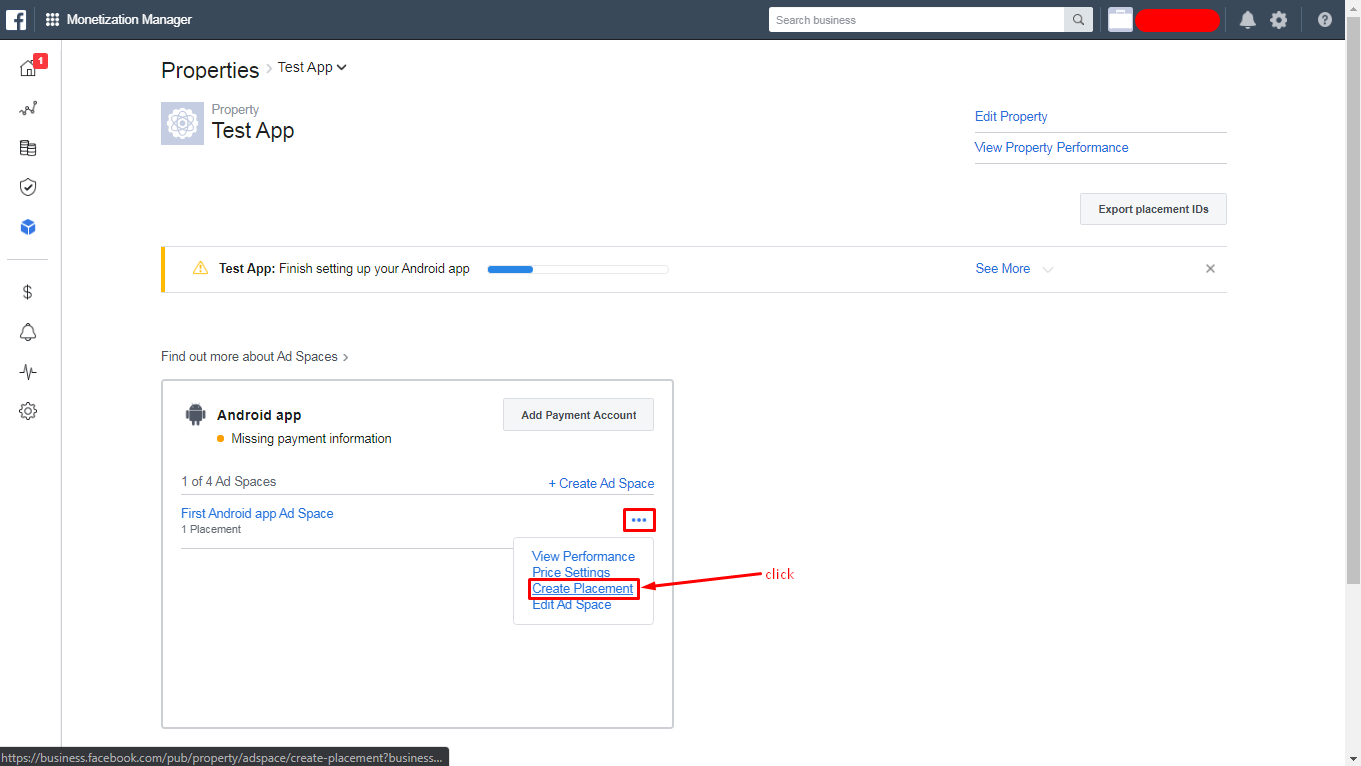 Monetization Manager
Search business
1
Properties > Test App
Property
Test App
Edit Property
View Property Performance
Export placement IDs
Test App: Finish setting up your Android app
See More
Find out more about Ad Spaces >
Android app
Add Payment Account
Missing payment information
1 of 4 Ad Spaces
+ Create Ad Space
First Android app Ad Space
1 Placement
View Performance
Price Settings
Create Placement
click
Edit Ad Space
https://business.facebook.com/pub/property/adspace/create-placement?business...